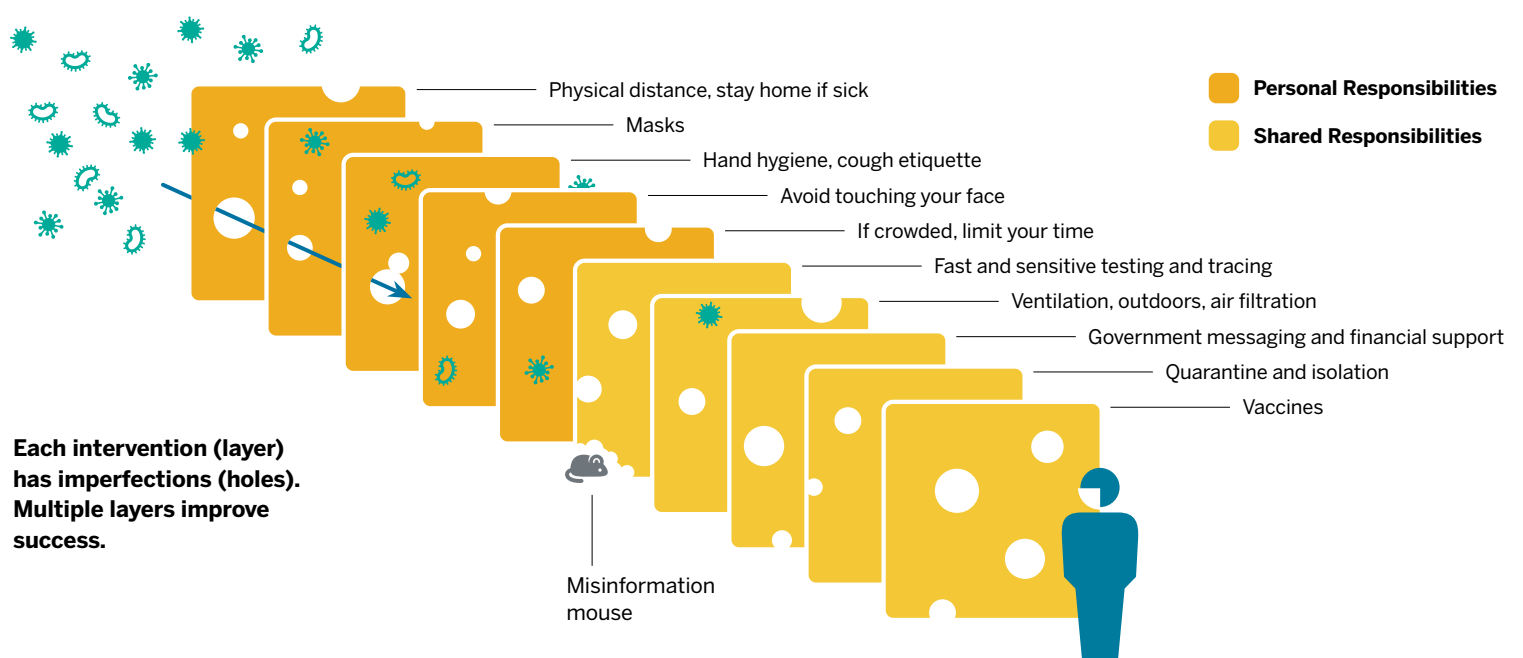 Physical distance, stay home if sick
Personal Responsibilities
Masks
Shared Responsibilities
Hand hygiene, cough etiquette
Avoid touching your face
If crowded, limit your time
Fast and sensitive testing and tracing
Ventilation, outdoors, air filtration
Government messaging and financial support
Quarantine and isolation
Vaccines
Each intervention (layer)
has imperfections (holes).
Multiple layers improve
success.
Misinformation
mouse